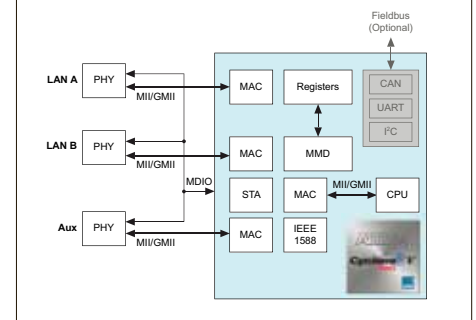 Fieldbus
(Optional)
LAN A
PHY
MII/GMII
MAC
Registers
CAN
UART
I²C
LAN B
PHY
MII/GMII
MAC
MMD
MDIO
STA
MAC
MII/GMII
CPU
Aux
PHY
MII/GMII
MAC
IEEE
1588